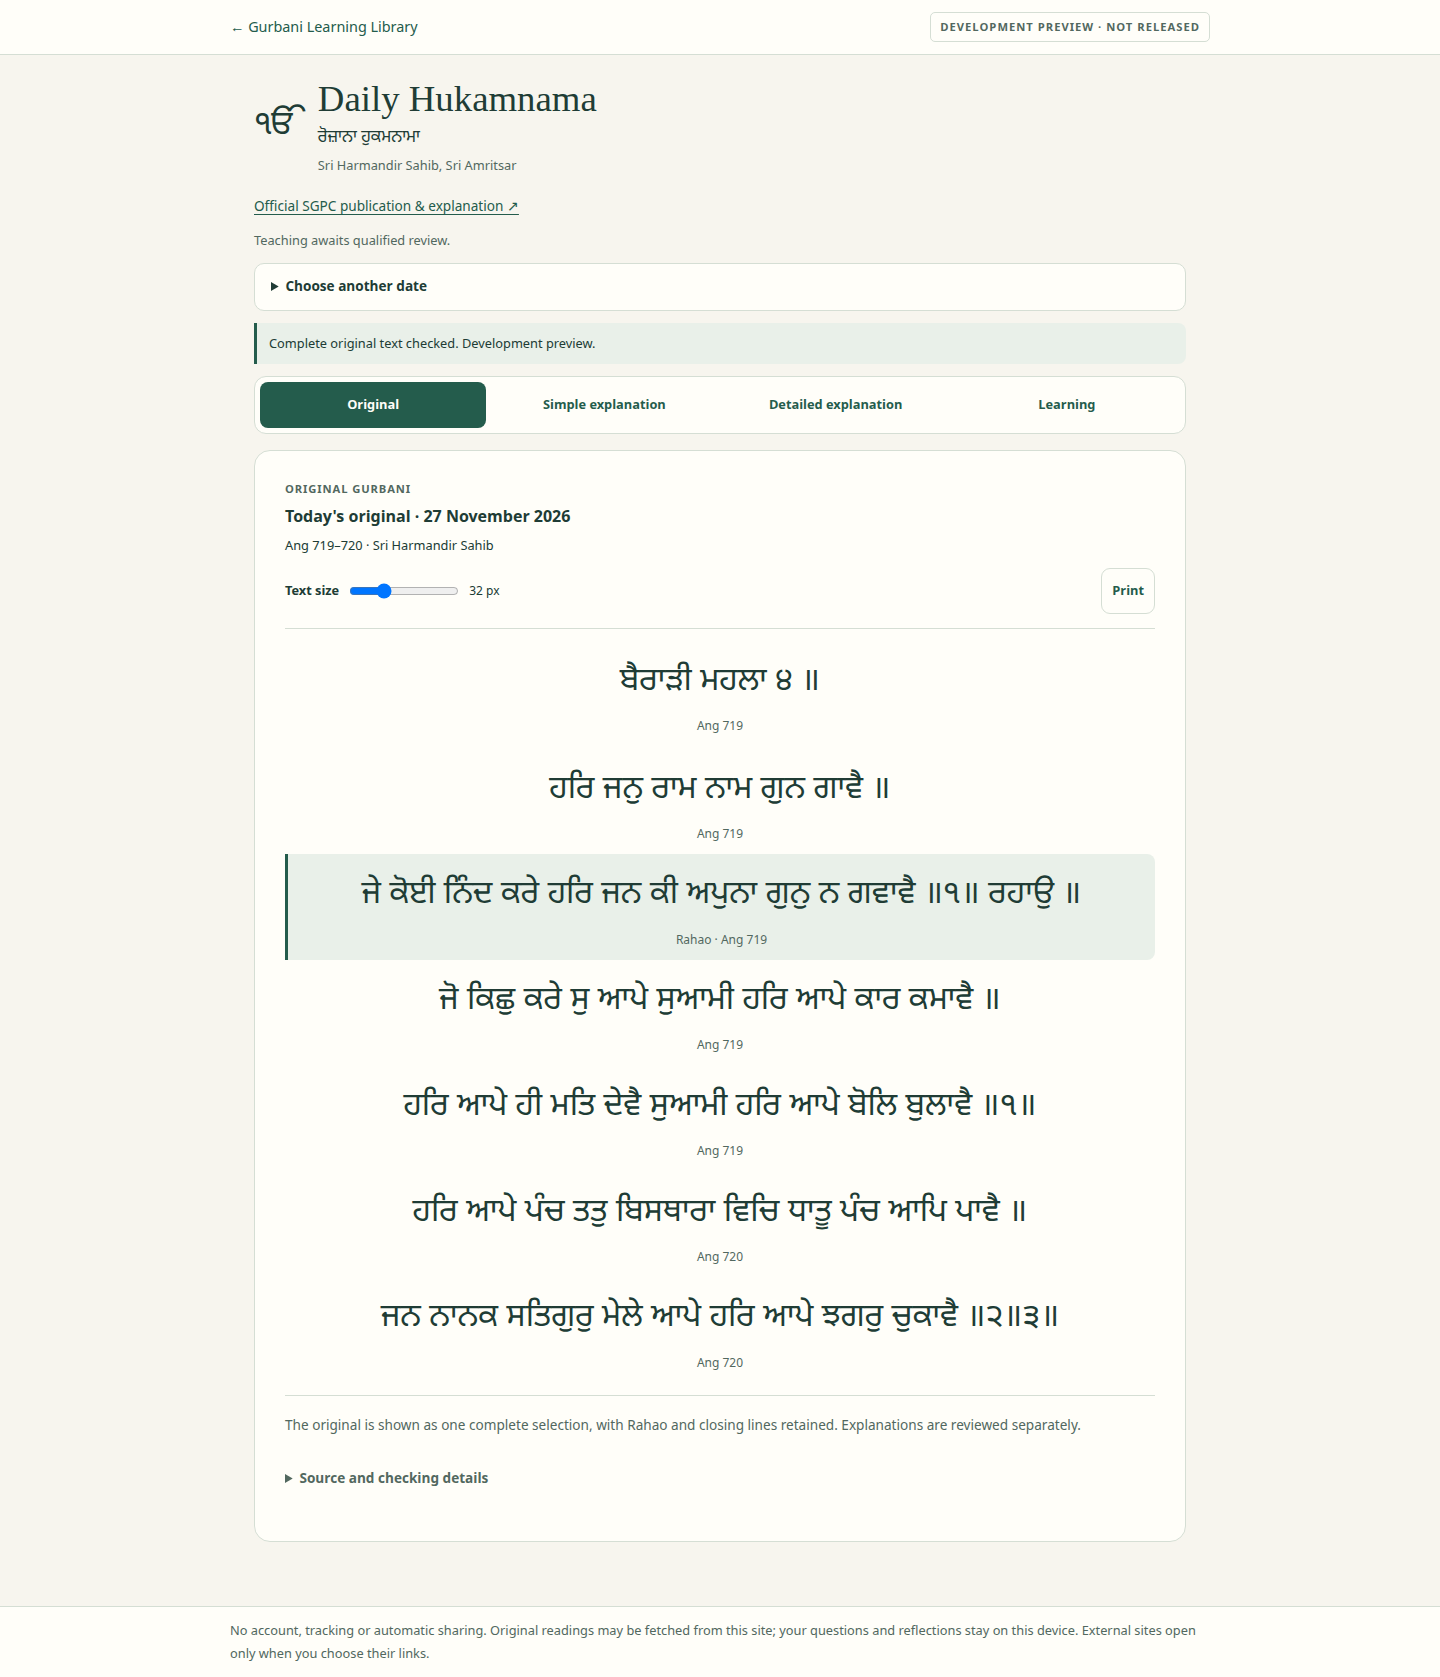 ← Gurbani Learning Library
DEVELOPMENT PREVIEW · NOT RELEASED
ੴ
Daily Hukamnama
ਰੋਜ਼ਾਨਾ ਹੁਕਮਨਾਮਾ
Sri Harmandir Sahib, Sri Amritsar
Official SGPC publication & explanation ↗
Teaching awaits qualified review.
▶ Choose another date
Complete original text checked. Development preview.
Original
Simple explanation
Detailed explanation
Learning
ORIGINAL GURBANI
Today's original · 27 November 2026
Ang 719–720 · Sri Harmandir Sahib
Text size 32 px
Print
ਬੈਰਾੜੀ ਮਹਲਾ ੪ ॥
Ang 719
ਹਰਿ ਜਨੁ ਰਾਮ ਨਾਮ ਗੁਨ ਗਾਵੈ ॥
Ang 719
ਜੇ ਕੋਈ ਨਿੰਦ ਕਰੇ ਹਰਿ ਜਨ ਕੀ ਅਪੁਨਾ ਗੁਨੁ ਨ ਗਵਾਵੈ ॥੧॥ ਰਹਾਉ ॥
Rahao · Ang 719
ਜੋ ਕਿਛੁ ਕਰੇ ਸੁ ਆਪੇ ਸੁਆਮੀ ਹਰਿ ਆਪੇ ਕਾਰ ਕਮਾਵੈ ॥
Ang 719
ਹਰਿ ਆਪੇ ਹੀ ਮਤਿ ਦੇਵੈ ਸੁਆਮੀ ਹਰਿ ਆਪੇ ਬੋਲਿ ਬੁਲਾਵੈ ॥੧॥
Ang 719
ਹਰਿ ਆਪੇ ਪੰਚ ਤਤੁ ਬਿਸਥਾਰਾ ਵਿਚਿ ਧਾਤੂ ਪੰਚ ਆਪਿ ਪਾਵੈ ॥
Ang 720
ਜਨ ਨਾਨਕ ਸਤਿਗੁਰੁ ਮੇਲੇ ਆਪੇ ਹਰਿ ਆਪੇ ਝਗਰੁ ਚੁਕਾਵੈ ॥੨॥੩॥
Ang 720
The original is shown as one complete selection, with Rahao and closing lines retained. Explanations are reviewed separately.
▶ Source and checking details
No account, tracking or automatic sharing. Original readings may be fetched from this site; your questions and reflections stay on this device. External sites open
only when you choose their links.